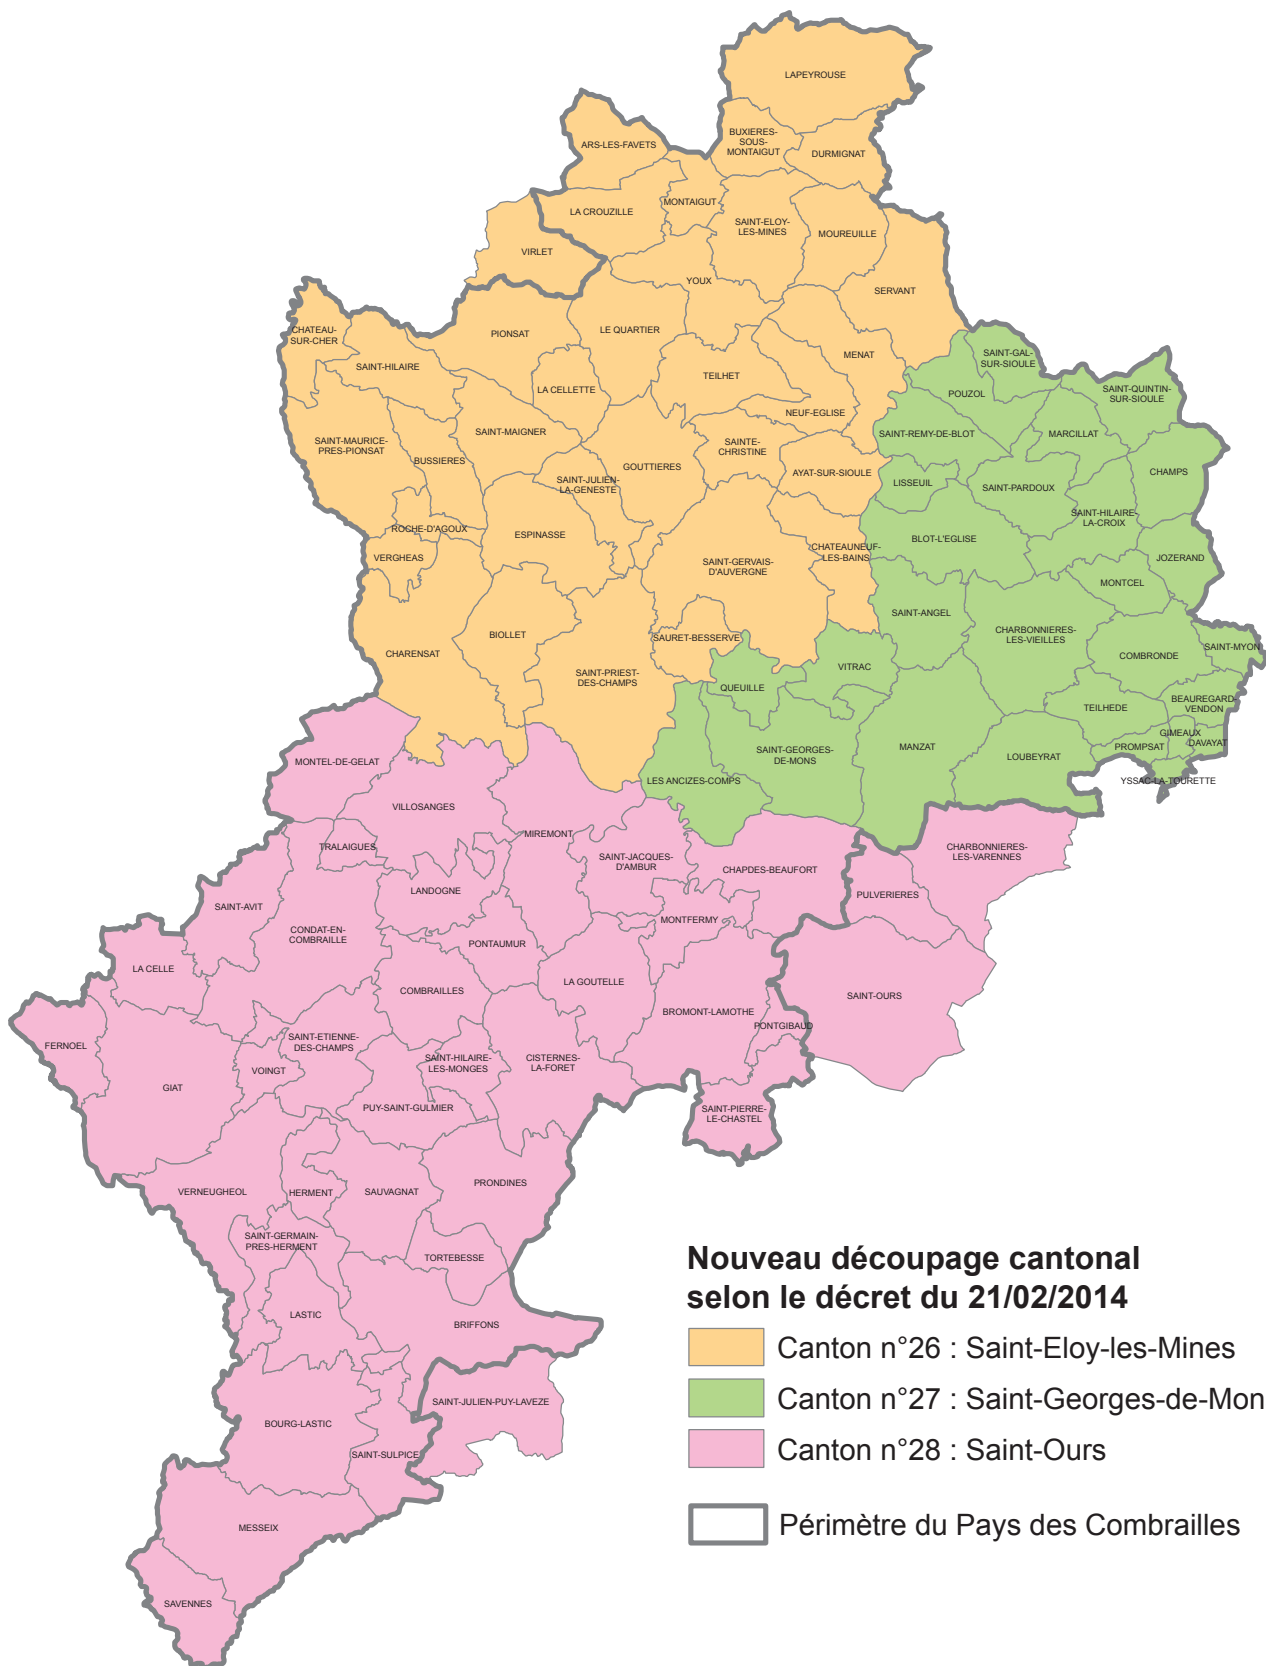 LAPEYROUSE
BUXIERES-
SOUS-
MONTAIGUT
DURMIGNAT
ARS-LES-FAVETS
MONTAIGUT
LA CROUZILLE
SAINT-ELOY-
LES-MINES
MOUREUILLE
VIRLET
YOUX
SERVANT
CHATEAU-
SUR-CHER
PIONSAT
LE QUARTIER
SAINT-HILAIRE
MENAT
SAINT-GAL-
SUR-SIOULE
LA CELLETTE
TEILHET
POUZOL
SAINT-QUINTIN-
SUR-SIOULE
NEUF-EGLISE
SAINT-MAIGNER
SAINT-REMY-DE-BLOT
MARCILLAT
SAINT-MAURICE-
PRES-PIONSAT
SAINTE-
CHRISTINE
BUSSIERES
GOUTTIERES
AYAT-SUR-SIOULE
CHAMPS
SAINT-JULIEN-
LA-GENESTE
LISSEUIL
SAINT-PARDOUX
SAINT-HILAIRE-
LA-CROIX
ROCHE-D'AGOUX
ESPINASSE
BLOT-L'EGLISE
CHATEAUNEUF-
LES-BAINS
VERGHEAS
SAINT-GERVAIS-
D'AUVERGNE
JOZERAND
MONTCEL
SAINT-ANGEL
CHARBONNIERES-
LES-VIEILLES
BIOLLET
SAURET-BESSERVE
SAINT-MYON
CHARENSAT
COMBRONDE
SAINT-PRIEST-
DES-CHAMPS
VITRAC
QUEUILLE
BEAUREGARD-
VENDON
TEILHEDE
GIMEAUX
DAVAYAT
PROMPSAT
MONTEL-DE-GELAT
SAINT-GEORGES-
DE-MONS
MANZAT
LOUBEYRAT
LES ANCIZES-COMPS
YSSAC-LA-TOURETTE
VILLOSANGES
MIREMONT
TRALAIGUES
CHARBONNIERES-
LES-VARENNES
SAINT-JACQUES-
D'AMBUR
CHAPDES-BEAUFORT
LANDOGNE
PULVERIERES
SAINT-AVIT
MONTFERMY
CONDAT-EN-
COMBRAILLE
PONTAUMUR
LA CELLE
LA GOUTELLE
COMBRAILLES
SAINT-OURS
BROMONT-LAMOTHE
PONTGIBAUD
FERNOEL
SAINT-ETIENNE-
DES-CHAMPS
SAINT-HILAIRE-
LES-MONGES
CISTERNES-
LA-FORET
VOINGT
GIAT
PUY-SAINT-GULMIER
SAINT-PIERRE-
LE-CHASTEL
PRONDINES
VERNEUGHEOL
HERMENT
SAUVAGNAT
SAINT-GERMAIN-
PRES-HERMENT
TORTEBESSE
LASTIC
BRIFFONS
SAINT-JULIEN-PUY-LAVEZE
BOURG-LASTIC
SAINT-SULPICE
MESSEIX
SAVENNES
Nouveau découpage cantonal
selon le décret du 21/02/2014
Canton n°26 : Saint-Eloy-les-Mines
Canton n°27 : Saint-Georges-de-Mon
Canton n°28 : Saint-Ours
Périmètre du Pays des Combrailles